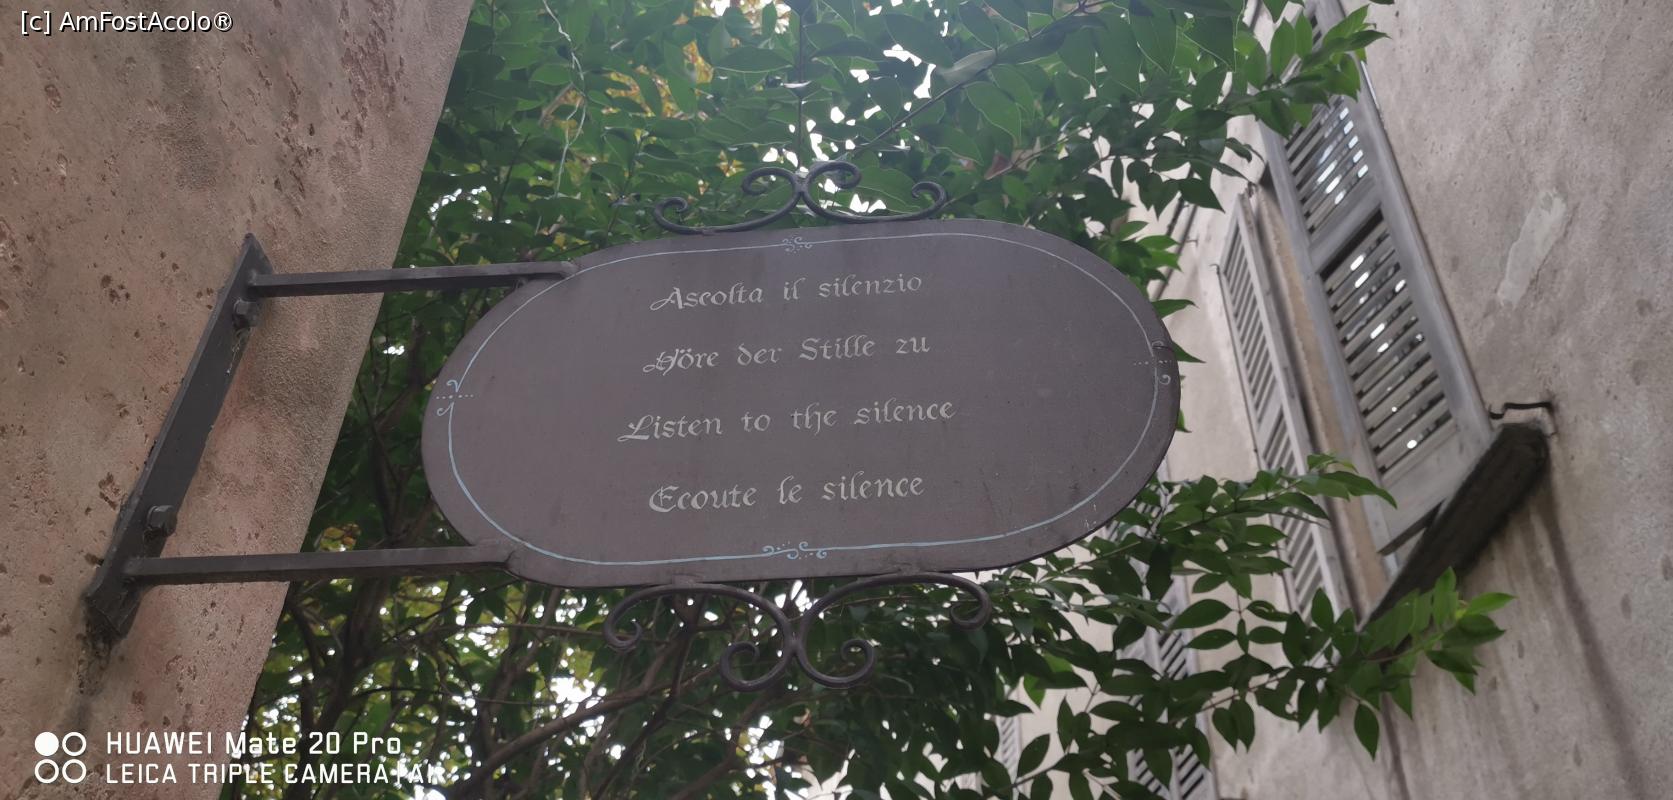 [c] AmFostAcolo®
Ascolta il silenzio
Höre der Stille zu
Listen to the silence
Ecoute le silence
HUAWEI Mate 20 Pro
LEICA TRIPLE CAMERA | AI